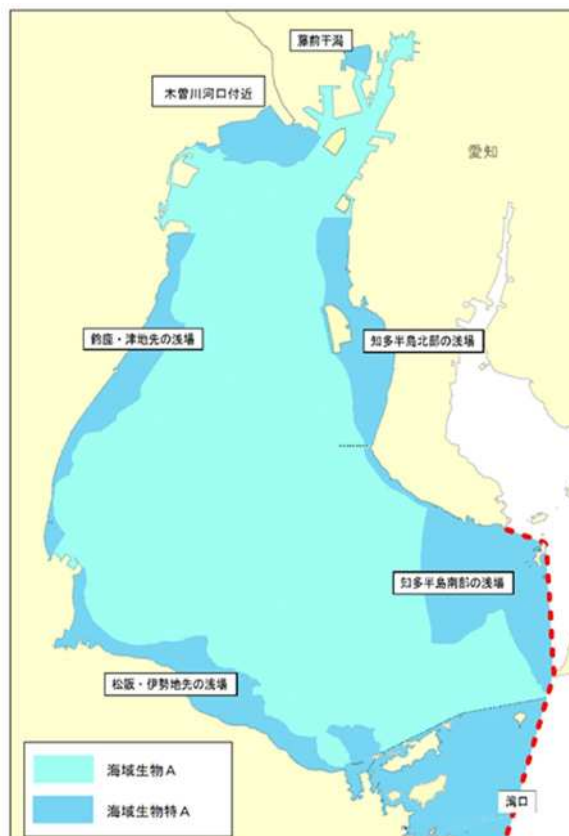 藤前干潟
木曽川河口付近
愛知
鈴鹿・津地先の浅場
知多半島北部の浅場
知多半島南部の浅場
松阪・伊勢地先の浅場
海域生物A
海域生物特A
湾口